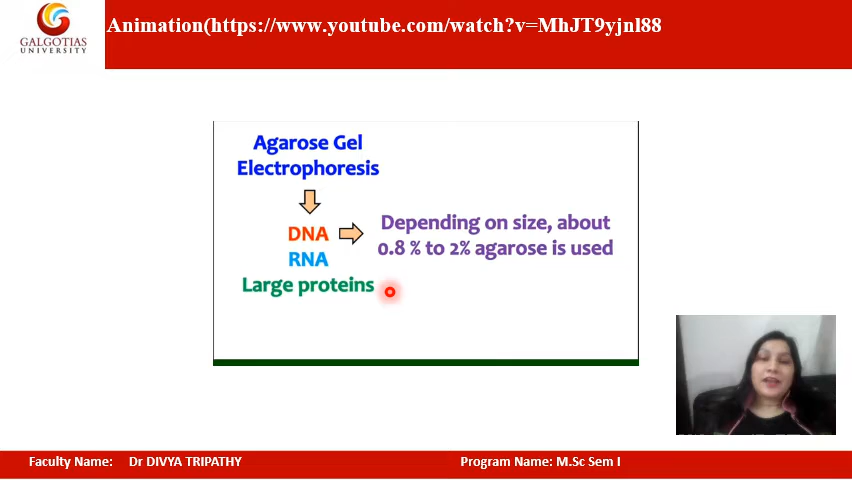 GALGOTIAS
UNIVERSITY
Animation(https://www.youtube.com/watch?v=MhJT9yjnl88
Agarose Gel
Electrophoresis
DNA
RNA
Large proteins
Depending on size, about
0.8 % to 2% agarose is used
Faculty Name: Dr DIVYA TRIPATHY
Program Name: M.Sc Sem I